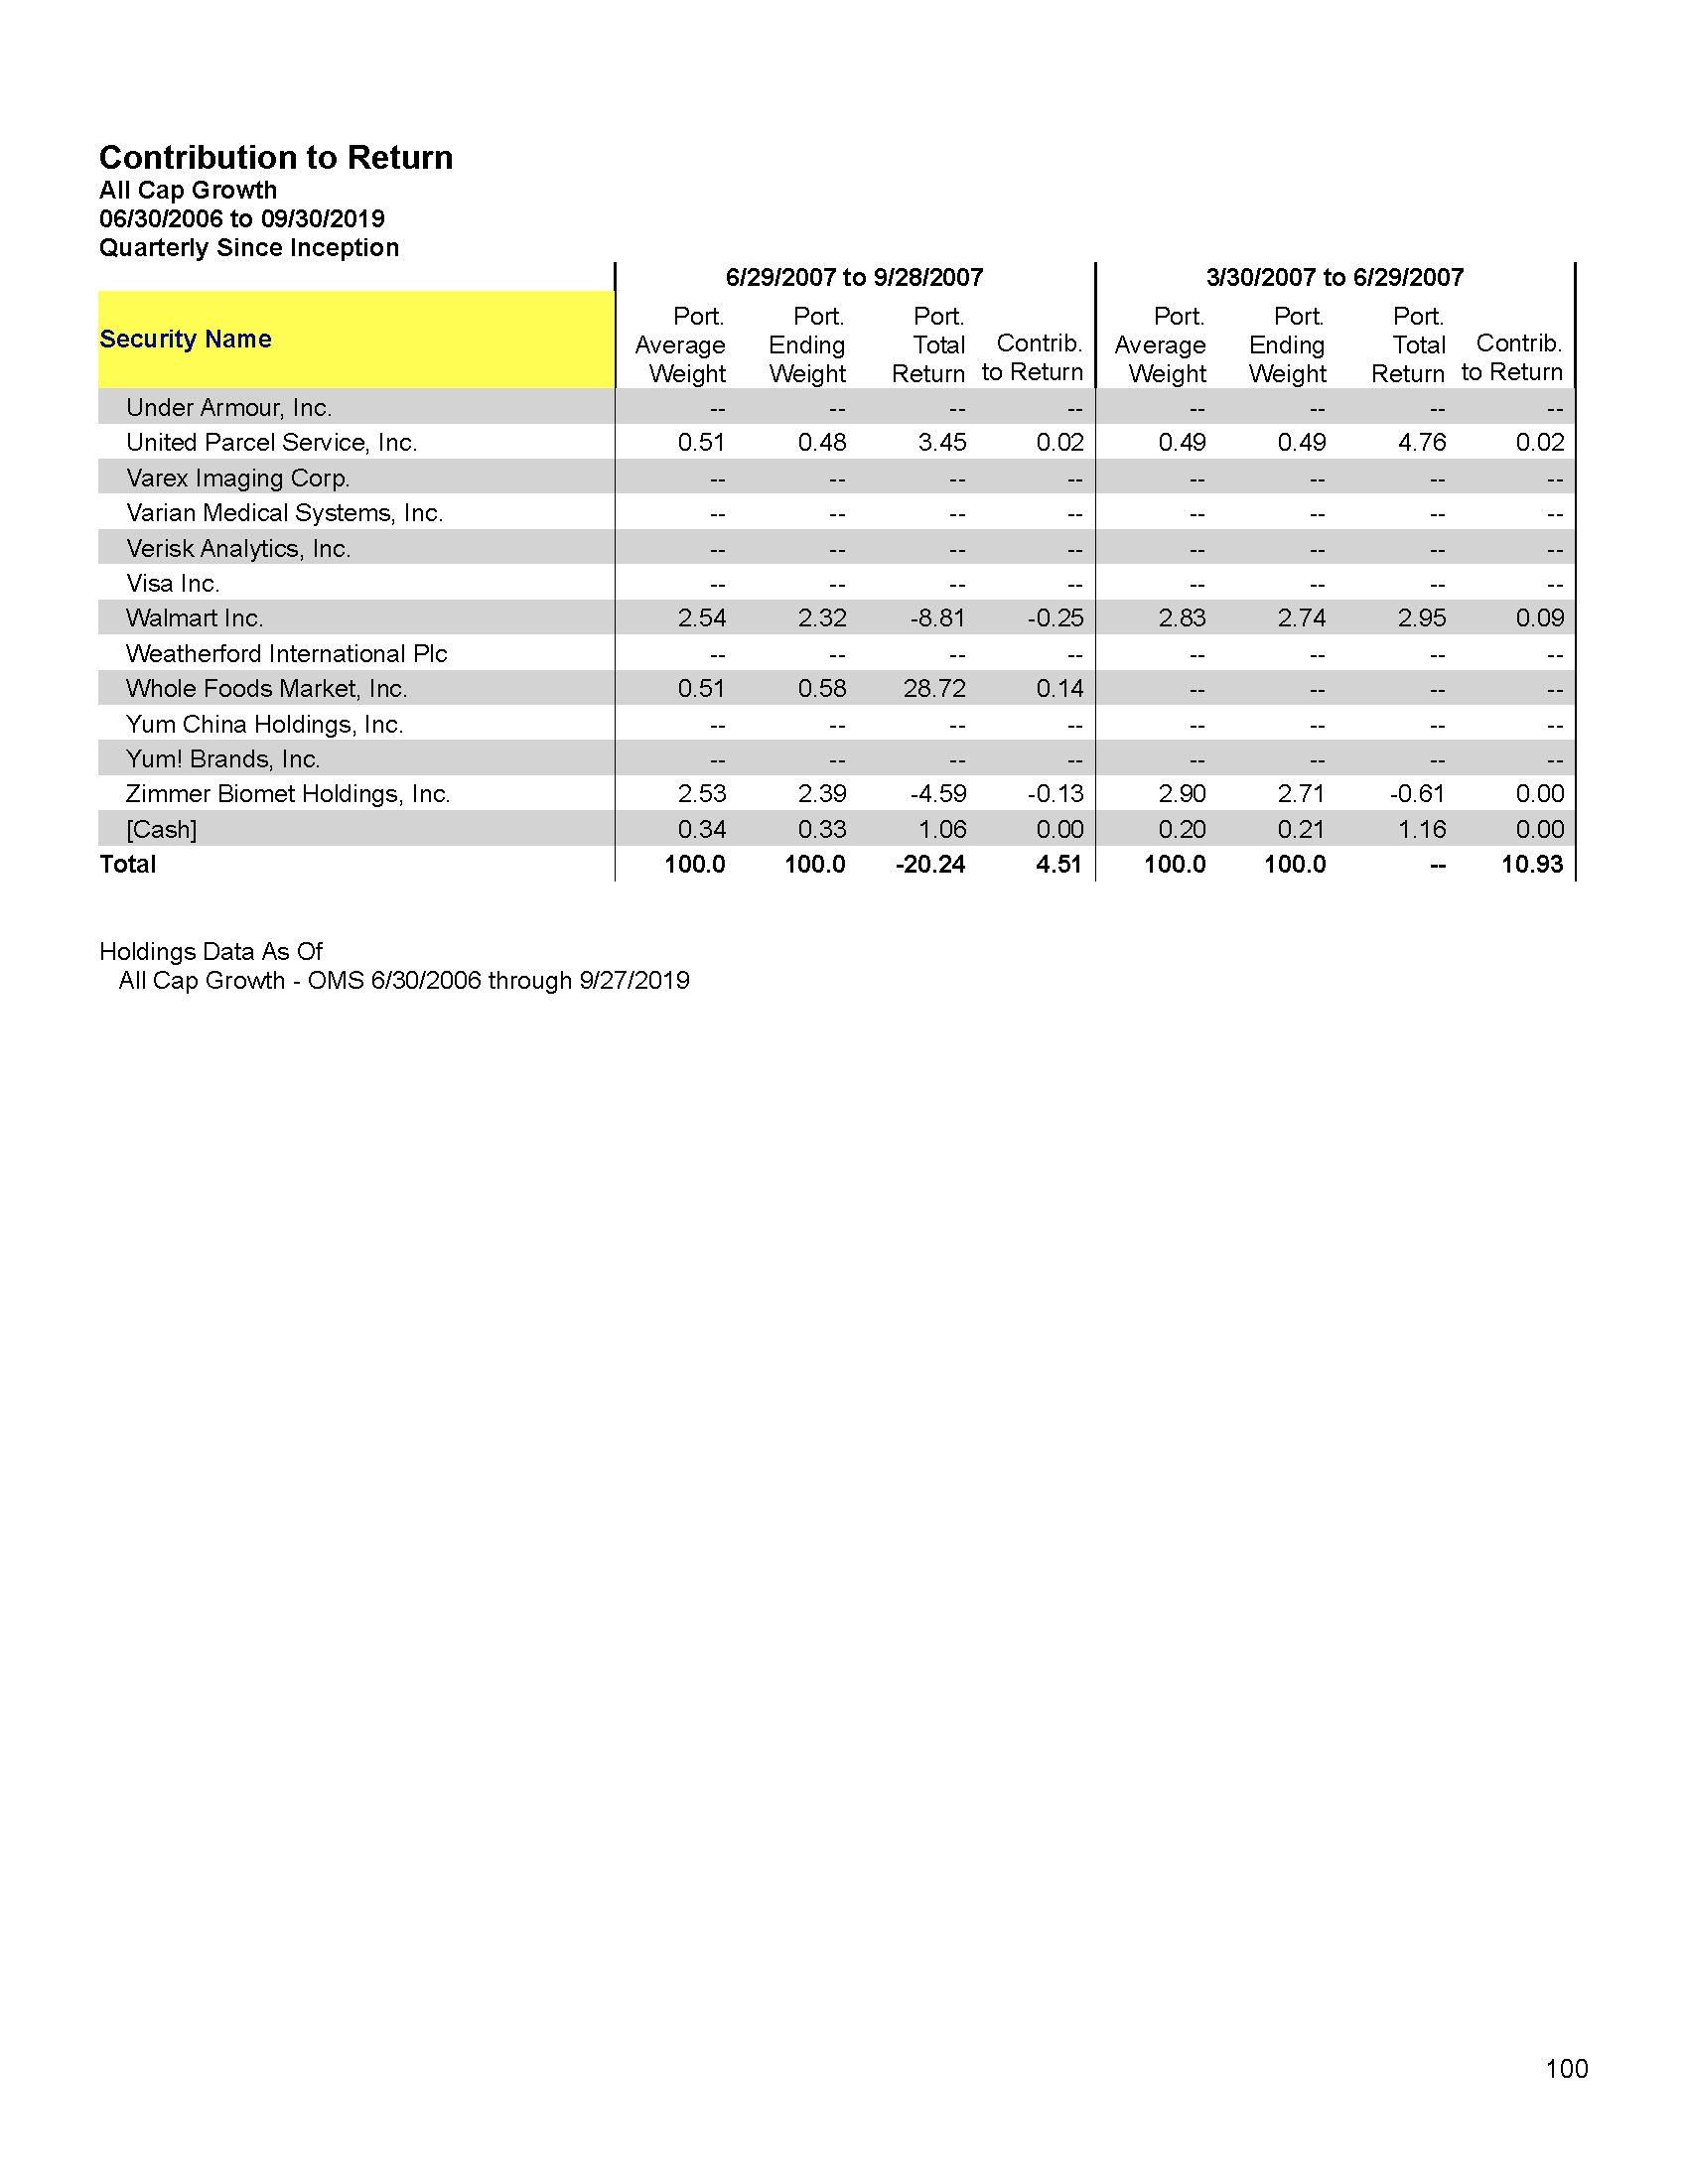 Contribution to Return
All Cap Growth
06/30/2006 to 09/30/2019
Quarterly Since Inception
6/29/2007 to 9/28/2007 3/30/2007 to 6/29/2007
Security Name Port. Average Weight Port. Ending Weight Port. Total Return Contrib. to Return Port. Average Weight Port. Ending Weight Port. Total Return Contrib. to Return
Under Armour, Inc. -- -- -- -- -- -- -- --
United Parcel Service, Inc. 0.51 0.48 3.45 0.02 0.49 0.49 4.76 0.02
Varex Imaging Corp. -- -- -- -- -- -- -- --
Varian Medical Systems, Inc. -- -- -- -- -- -- -- --
Verisk Analytics, Inc. -- -- -- -- -- -- -- --
Visa Inc. -- -- -- -- -- -- -- --
Walmart Inc. 2.54 2.32 -8.81 -0.25 2.83 2.74 2.95 0.09
Weatherford International Plc -- -- -- -- -- -- -- --
Whole Foods Market, Inc. 0.51 0.58 28.72 0.14 -- -- -- --
Yum China Holdings, Inc. -- -- -- -- -- -- -- --
Yum! Brands, Inc. -- -- -- -- -- -- -- --
Zimmer Biomet Holdings, Inc. 2.53 2.39 -4.59 -0.13 2.90 2.71 -0.61 0.00
[Cash] 0.34 0.33 1.06 0.00 0.20 0.21 1.16 0.00
Total 100.0 100.0 -20.24 4.51 100.0 100.0 -- 10.93
Holdings Data As Of
All Cap Growth - OMS 6/30/2006 through 9/27/2019
100